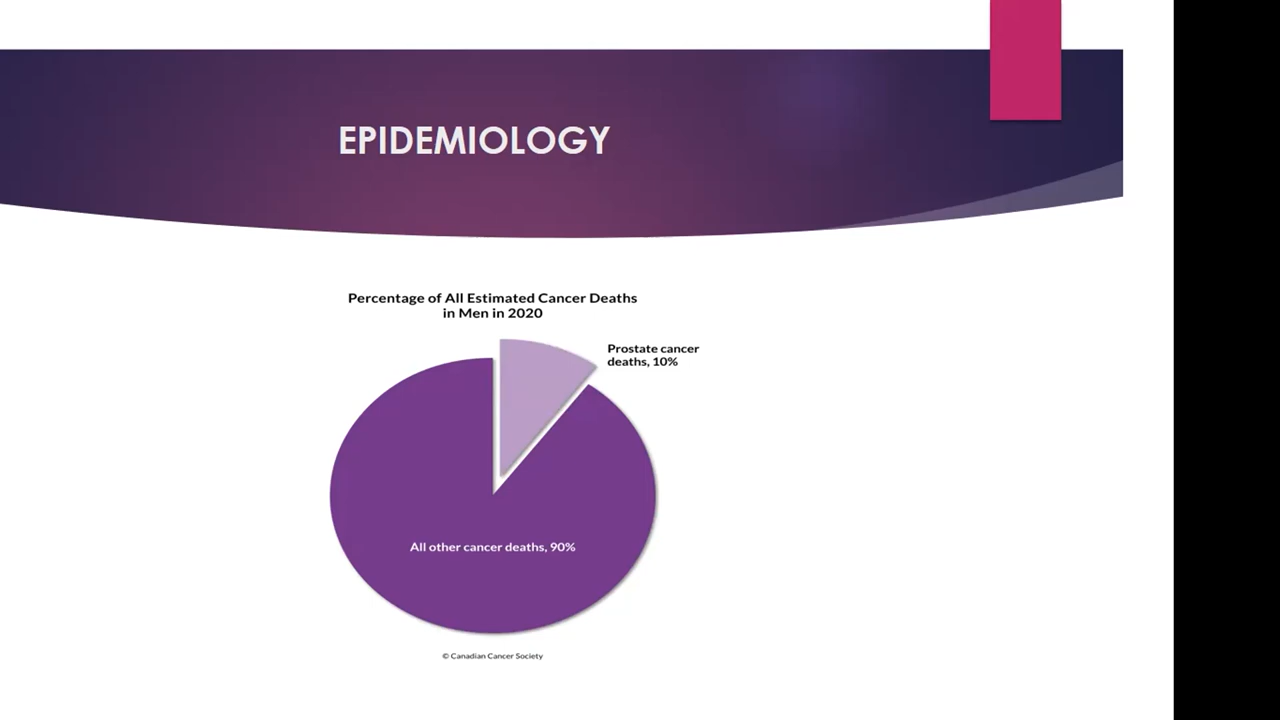 EPIDEMIOLOGY
Percentage of All Estimated Cancer Deaths
in Men in 2020
Prostate cancer
deaths, 10%
All other cancer deaths, 90%
© Canadian Cancer Society